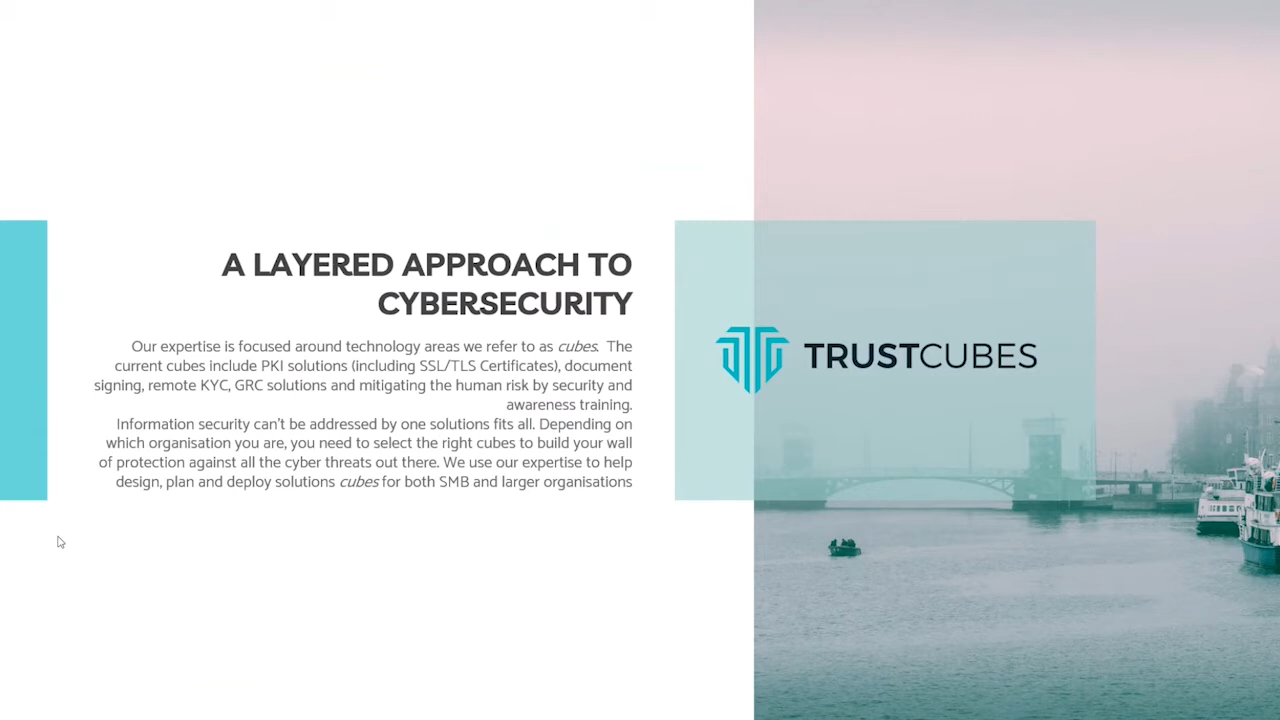 A LAYERED APPROACH TO
CYBERSECURITY
Our expertise is focused around technology areas we refer to as cubes. The
current cubes include PKI solutions (including SSL/TLS Certificates), document
signing, remote KYC, GRC solutions and mitigating the human risk by security and
awareness training.
Information security can't be addressed by one solutions fits all. Depending on
which organisation you are, you need to select the right cubes to build your wall
of protection against all the cyber threats out there. We use our expertise to help
design, plan and deploy solutions cubes for both SMB and larger organisations
TRUSTCUBES